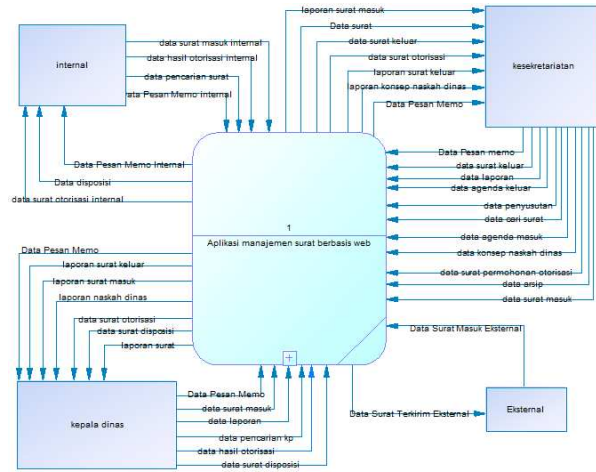 laporan surat masuk
Data surat
data surat keluar
data surat otorisasi
laporan surat keluar
laporan konsep naskah dinas
Data Pesan Memo
kesekretariatan
internal
data surat masuk internal
data hasil otorisasi internal
data pencarian surat
Data Pesan Memo internal
Data Pesan Memo Internal
Data disposisi
data surat otorisasi internal
Data Pesan memo
data surat keluar
data laporan
data agenda keluar
data penyusutan
data cari surat
data agenda masuk
data konsep naskah dinas
data surat permohonan otorisasi
data arsip
data surat masuk
1
Aplikasi manajemen surat berbasis web
Data Pesan Memo
laporan surat keluar
laporan surat masuk
laporan naskah dinas
data surat otorisasi
data surat disposisi
laporan surat
kepala dinas
Data Pesan Memo
data surat masuk
data laporan
data pencarian kp
data hasil otorisasi
data surat disposisi
Data Surat Masuk Eksternal
Data Surat Terkirim Eksternal
Eksternal